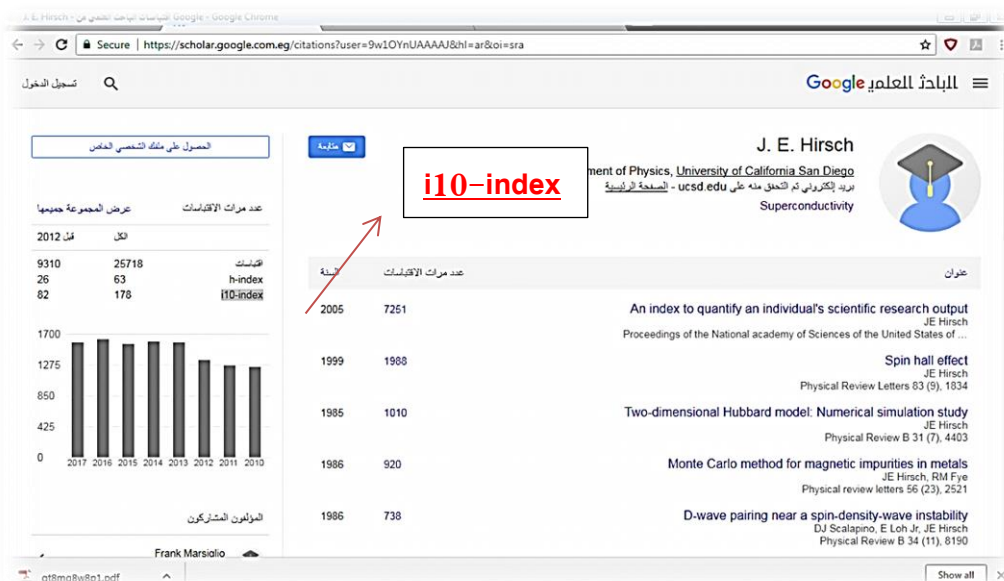 J. E. Hirsch - اقتباسات الباحث العلمي من Google - Google Chrome
Secure | https://scholar.google.com.eg/citations?user=9w1OYnUAAAAJ&hl=ar&oi=sra
الباحث العلمي Google
تسجيل الدخول
J. E. Hirsch
ment of Physics, University of California San Diego
بريد إلكتروني تم التحقق منه على ucsd.edu - الصفحة الرئيسية
Superconductivity
متابعة
i10-index
الحصول على ملفك الشخصي الخاص
عدد مرات الاقتباسات عرض المجموعة جميعها
الكل قبل 2012
اقتباسات 25718 9310
h-index 63 26
i10-index 178 82
1700
1275
850
425
0
2017 2016 2015 2014 2013 2012 2011 2010
المؤلفون المشاركون
Frank Marsiglio
عنوان عدد مرات الاقتباسات السنة
An index to quantify an individual's scientific research output 7251 2005
JE Hirsch
Proceedings of the National academy of Sciences of the United States of ...
Spin hall effect 1988 1999
JE Hirsch
Physical Review Letters 83 (9), 1834
Two-dimensional Hubbard model: Numerical simulation study 1010 1985
JE Hirsch
Physical Review B 31 (7), 4403
Monte Carlo method for magnetic impurities in metals 920 1986
JE Hirsch, RM Fye
Physical review letters 56 (23), 2521
D-wave pairing near a spin-density-wave instability 738 1986
DJ Scalapino, E Loh Jr, JE Hirsch
Physical Review B 34 (11), 8190
qt8mq8w8p1.pdf
Show all